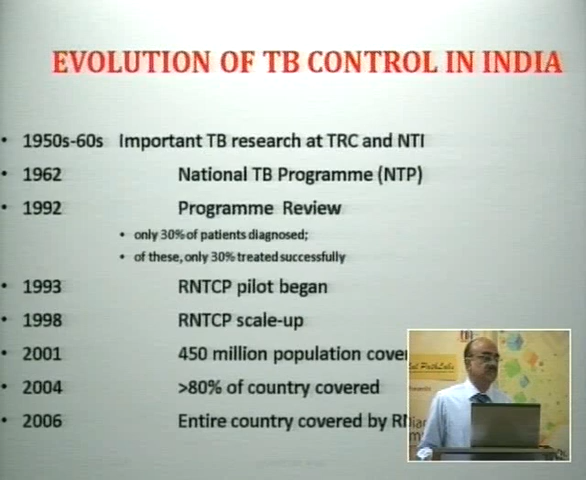 EVOLUTION OF TB CONTROL IN INDIA
• 1950s-60s Important TB research at TRC and NTI
• 1962 National TB Programme (NTP)
• 1992 Programme Review
• only 30% of patients diagnosed;
• of these, only 30% treated successfully
• 1993 RNTCP pilot began
• 1998 RNTCP scale-up
• 2001 450 million population cover
• 2004 >80% of country covered
• 2006 Entire country covered by
PathLabs